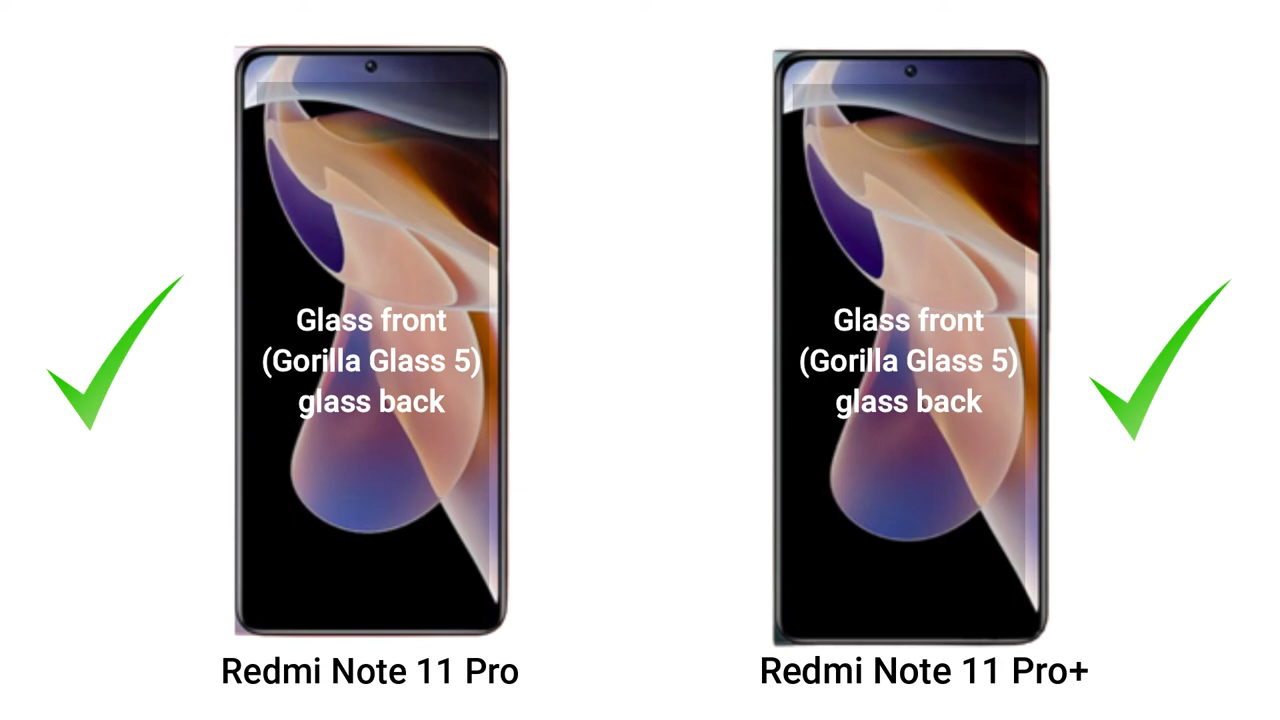 Glass front
(Gorilla Glass 5)
glass back
Redmi Note 11 Pro
Glass front
(Gorilla Glass 5)
glass back
Redmi Note 11 Pro+